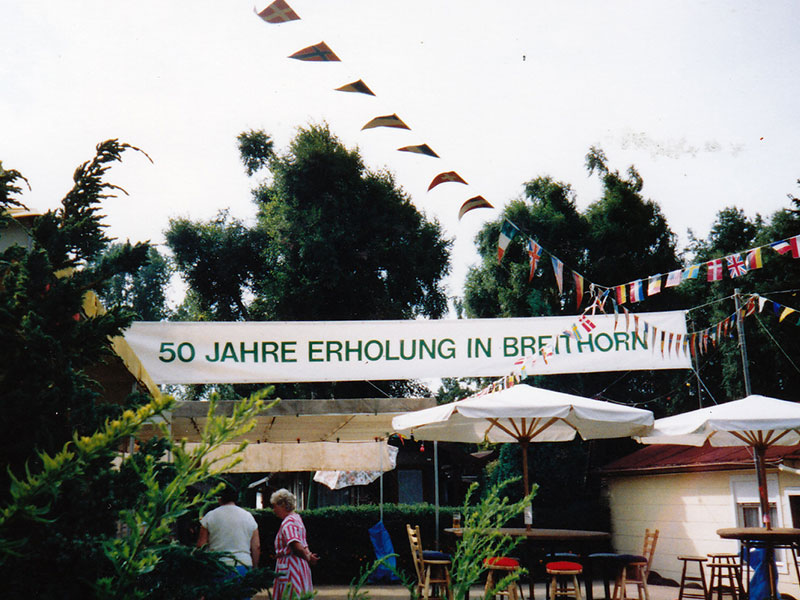 50 JAHRE ERHOLUNG IN BREITHORN